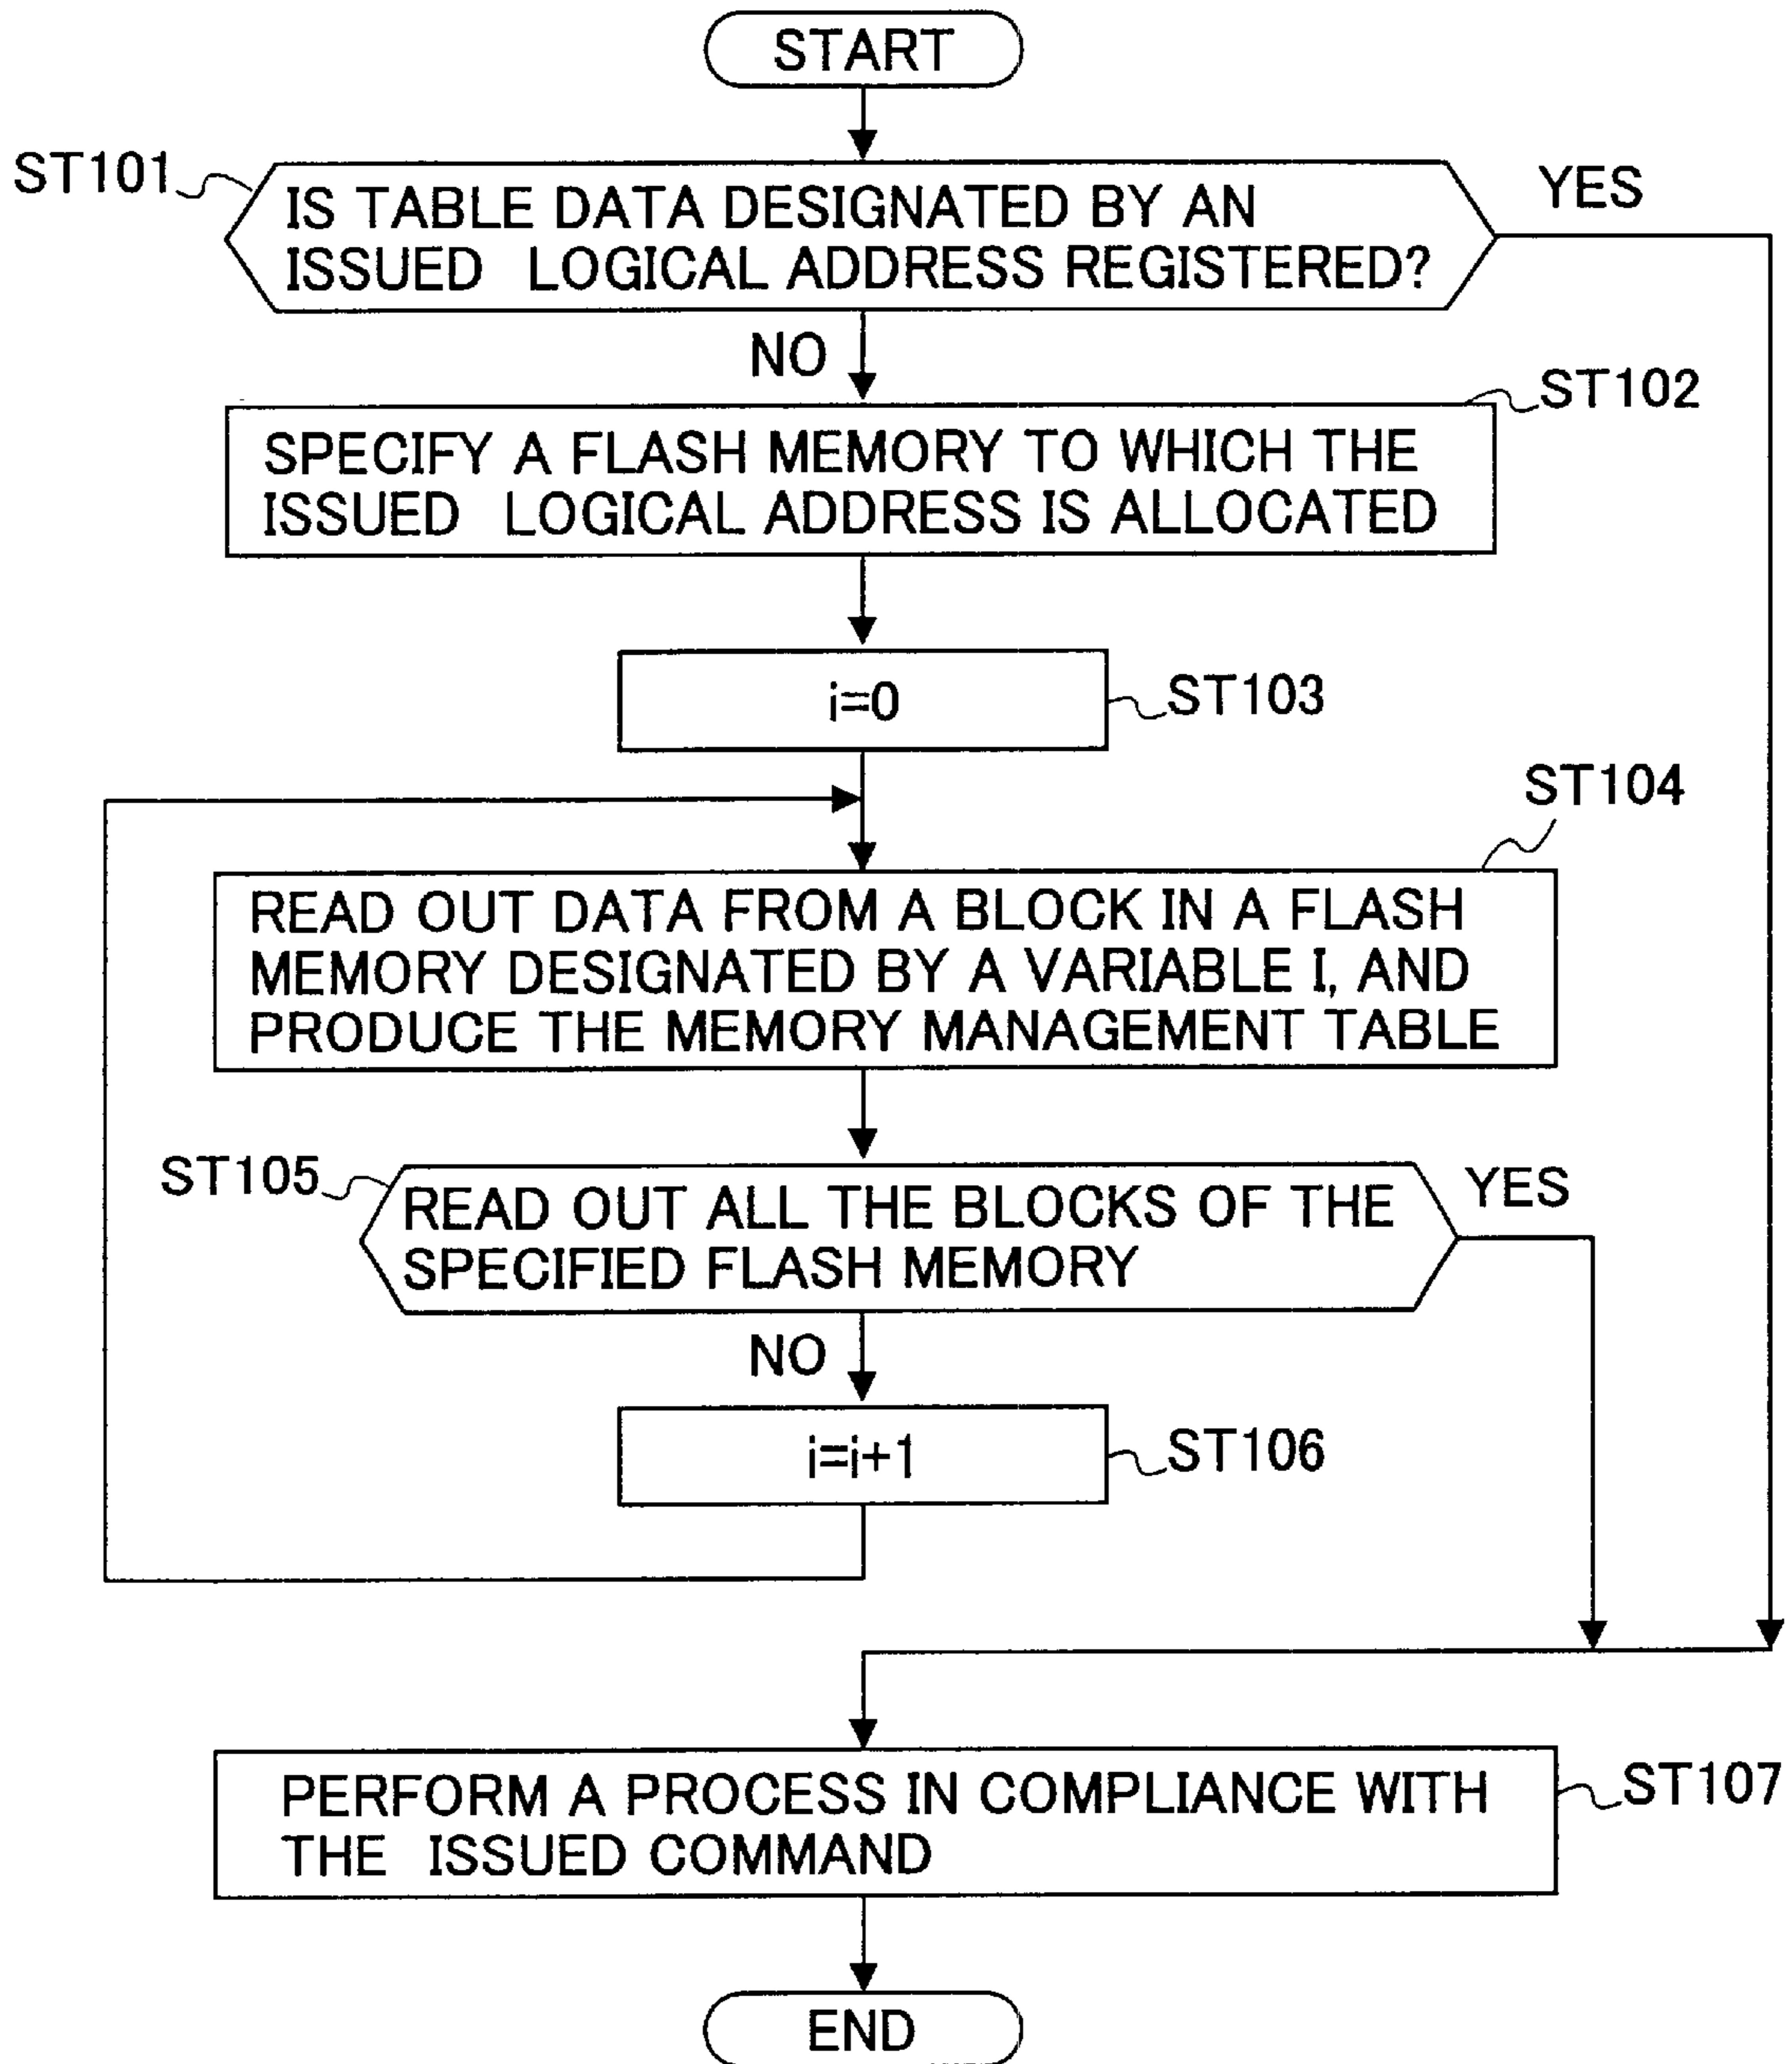 START
ST101
IS TABLE DATA DESIGNATED BY AN
ISSUED LOGICAL ADDRESS REGISTERED?
YES
NO
ST102
SPECIFY A FLASH MEMORY TO WHICH THE
ISSUED LOGICAL ADDRESS IS ALLOCATED
i=0
ST103
ST104
READ OUT DATA FROM A BLOCK IN A FLASH
MEMORY DESIGNATED BY A VARIABLE I, AND
PRODUCE THE MEMORY MANAGEMENT TABLE
ST105
READ OUT ALL THE BLOCKS OF THE
SPECIFIED FLASH MEMORY
YES
NO
i=i+1
ST106
PERFORM A PROCESS IN COMPLIANCE WITH
THE ISSUED COMMAND
ST107
END